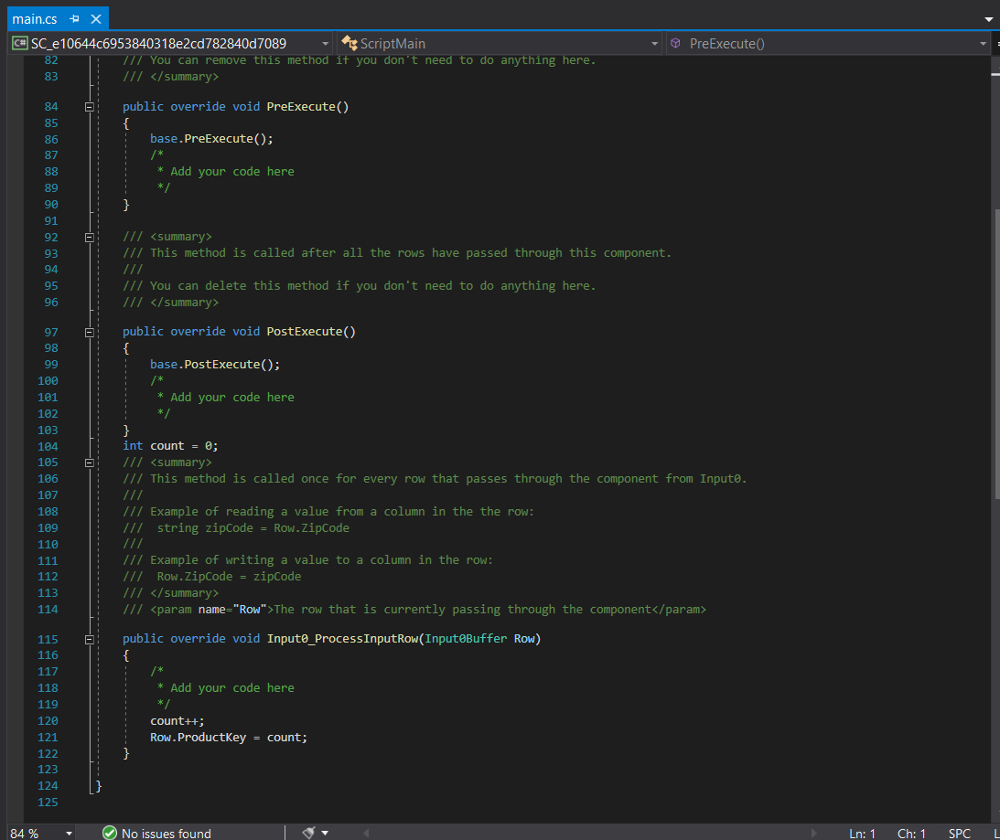 main.cs
SC_e10644c6953840318e2cd782840d7089 ScriptMain PreExecute()
82 /// You can remove this method if you don't need to do anything here.
83 /// </summary>
84 public override void PreExecute()
85 {
86 base.PreExecute();
87 /*
88 * Add your code here
89 */
90 }
91
92 /// <summary>
93 /// This method is called after all the rows have passed through this component.
94 ///
95 /// You can delete this method if you don't need to do anything here.
96 /// </summary>
97 public override void PostExecute()
98 {
99 base.PostExecute();
100 /*
101 * Add your code here
102 */
103 }
104 int count = 0;
105 /// <summary>
106 /// This method is called once for every row that passes through the component from Input0.
107 ///
108 /// Example of reading a value from a column in the the row:
109 ///  string zipCode = Row.ZipCode
110 ///
111 /// Example of writing a value to a column in the row:
112 ///  Row.ZipCode = zipCode
113 /// </summary>
114 /// <param name="Row">The row that is currently passing through the component</param>
115 public override void Input0_ProcessInputRow(Input0Buffer Row)
116 {
117 /*
118 * Add your code here
119 */
120 count++;
121 Row.ProductKey = count;
122 }
123
124 }
125
84 % No issues found Ln: 1 Ch: 1 SPC